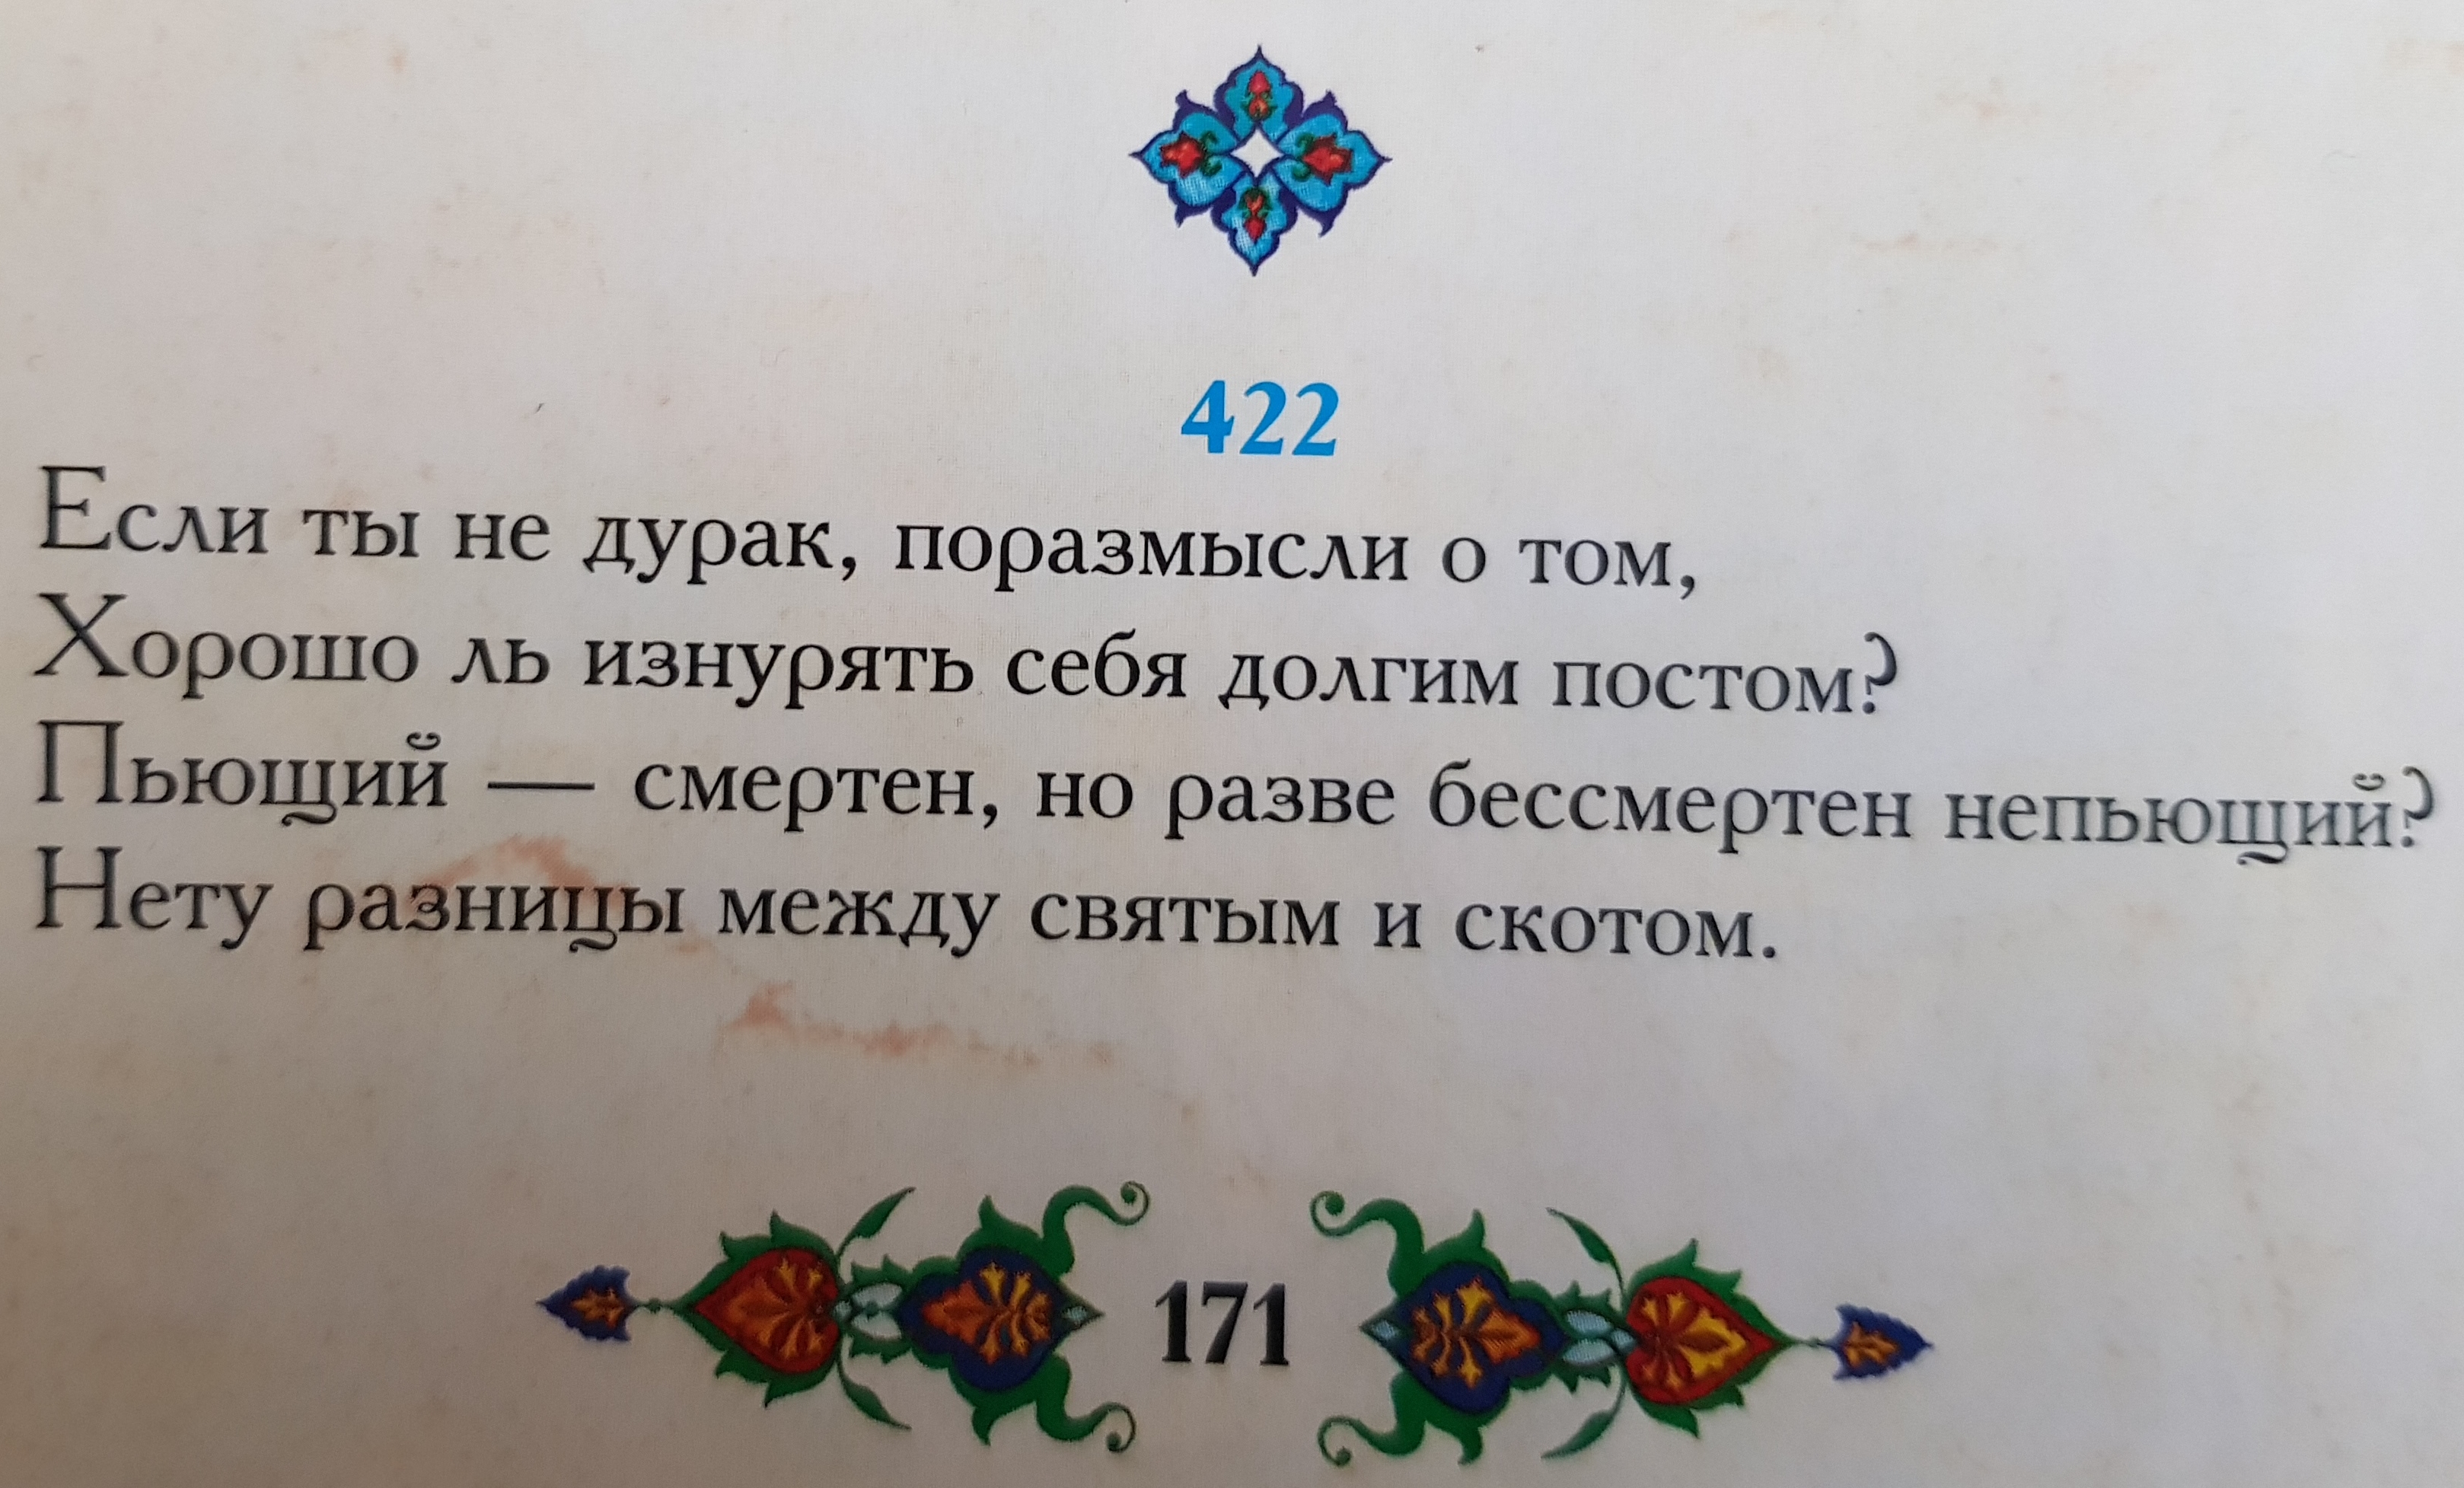 422
Если ты не дурак, поразмысли о том,
Хорошо ль изнурять себя долгим постом?
Пьющий — смертен, но разве бессмертен непьющий?
Нету разницы между святым и скотом.
171